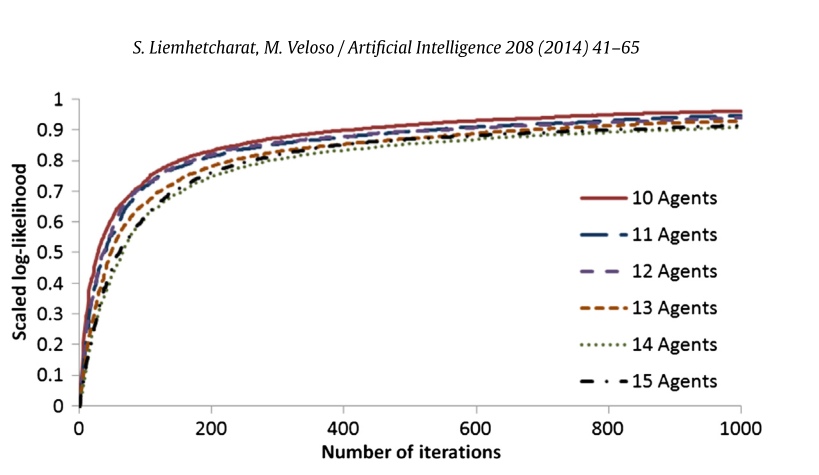 S. Liemhetcharat, M. Veloso / Artificial Intelligence 208 (2014) 41–65
1
0.9
0.8
0.7
0.6
0.5
0.4
0.3
0.2
0.1
0
Scaled log-likelihood
10 Agents
11 Agents
12 Agents
13 Agents
14 Agents
15 Agents
0 200 400 600 800 1000
Number of iterations